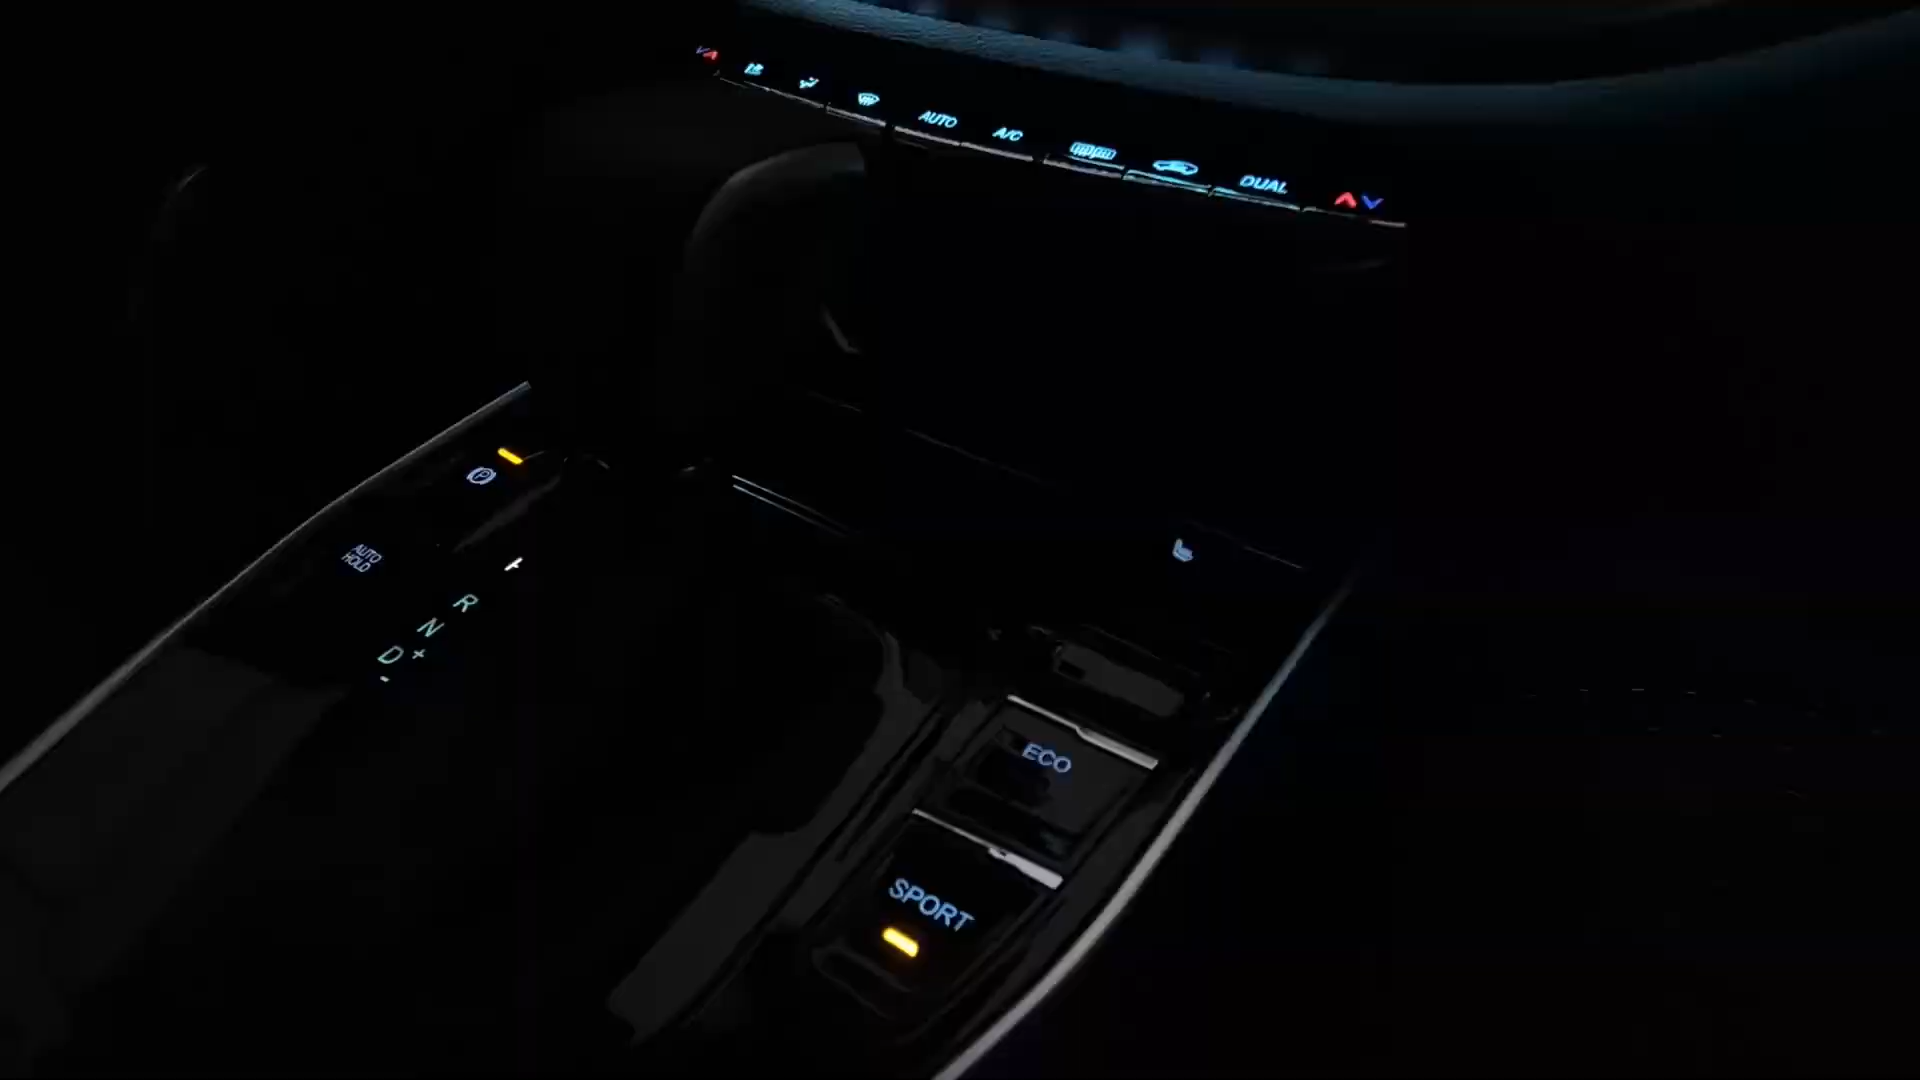 AUTO
A/C
DUAL
P
AUTO
HOLD
R
N
D +
-
ECO
SPORT